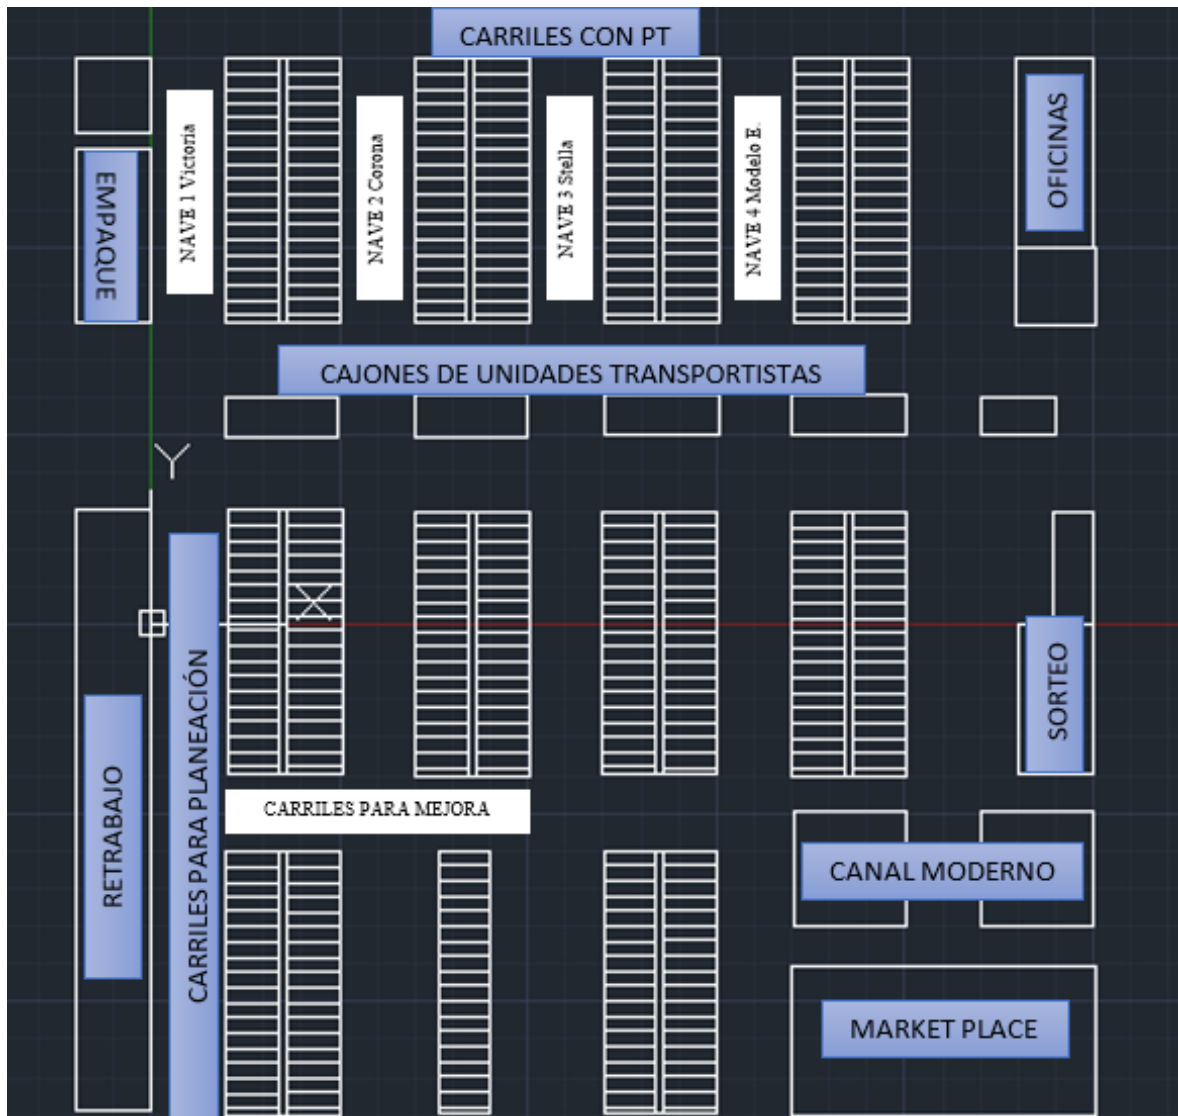 CARRILES CON PT
EMPAQUE
NAVE 1 Victoria
NAVE 2 Corona
NAVE 3 Stella
NAVE 4 Modelo E.
OFICINAS
CAJONES DE UNIDADES TRANSPORTISTAS
Y
X
RETRABAJO
CARRILES PARA PLANEACIÓN
SORTEO
CARRILES PARA MEJORA
CANAL MODERNO
MARKET PLACE